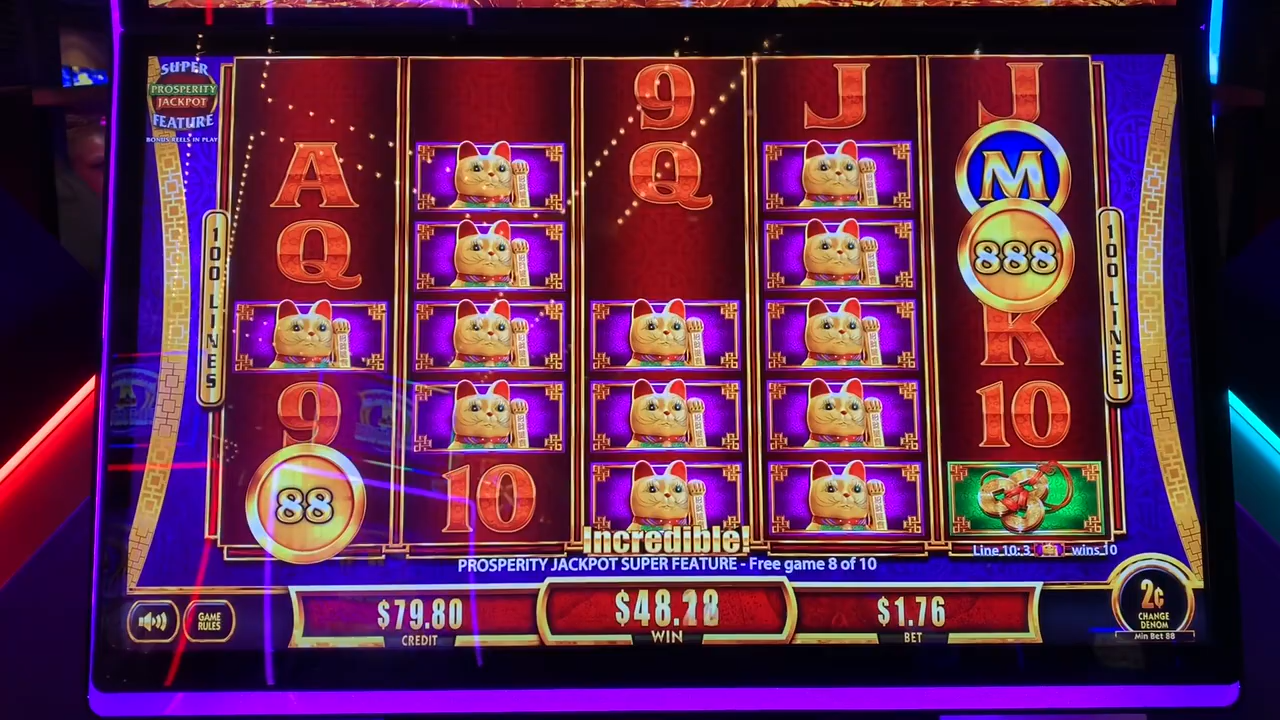 SUPER
PROSPERITY
JACKPOT
FEATURE
BONUS REELS IN PLAY
9 J J
A Q M
Q 888
K
9 10
88 10
100 LINES
100 LINES
Incredible!
Line 10: 3 wins 10
PROSPERITY JACKPOT SUPER FEATURE - Free game 8 of 10
GAME
RULES
$79.80
CREDIT
WIN
$1.76
BET
2¢
CHANGE
DENOM
Min Bet 88